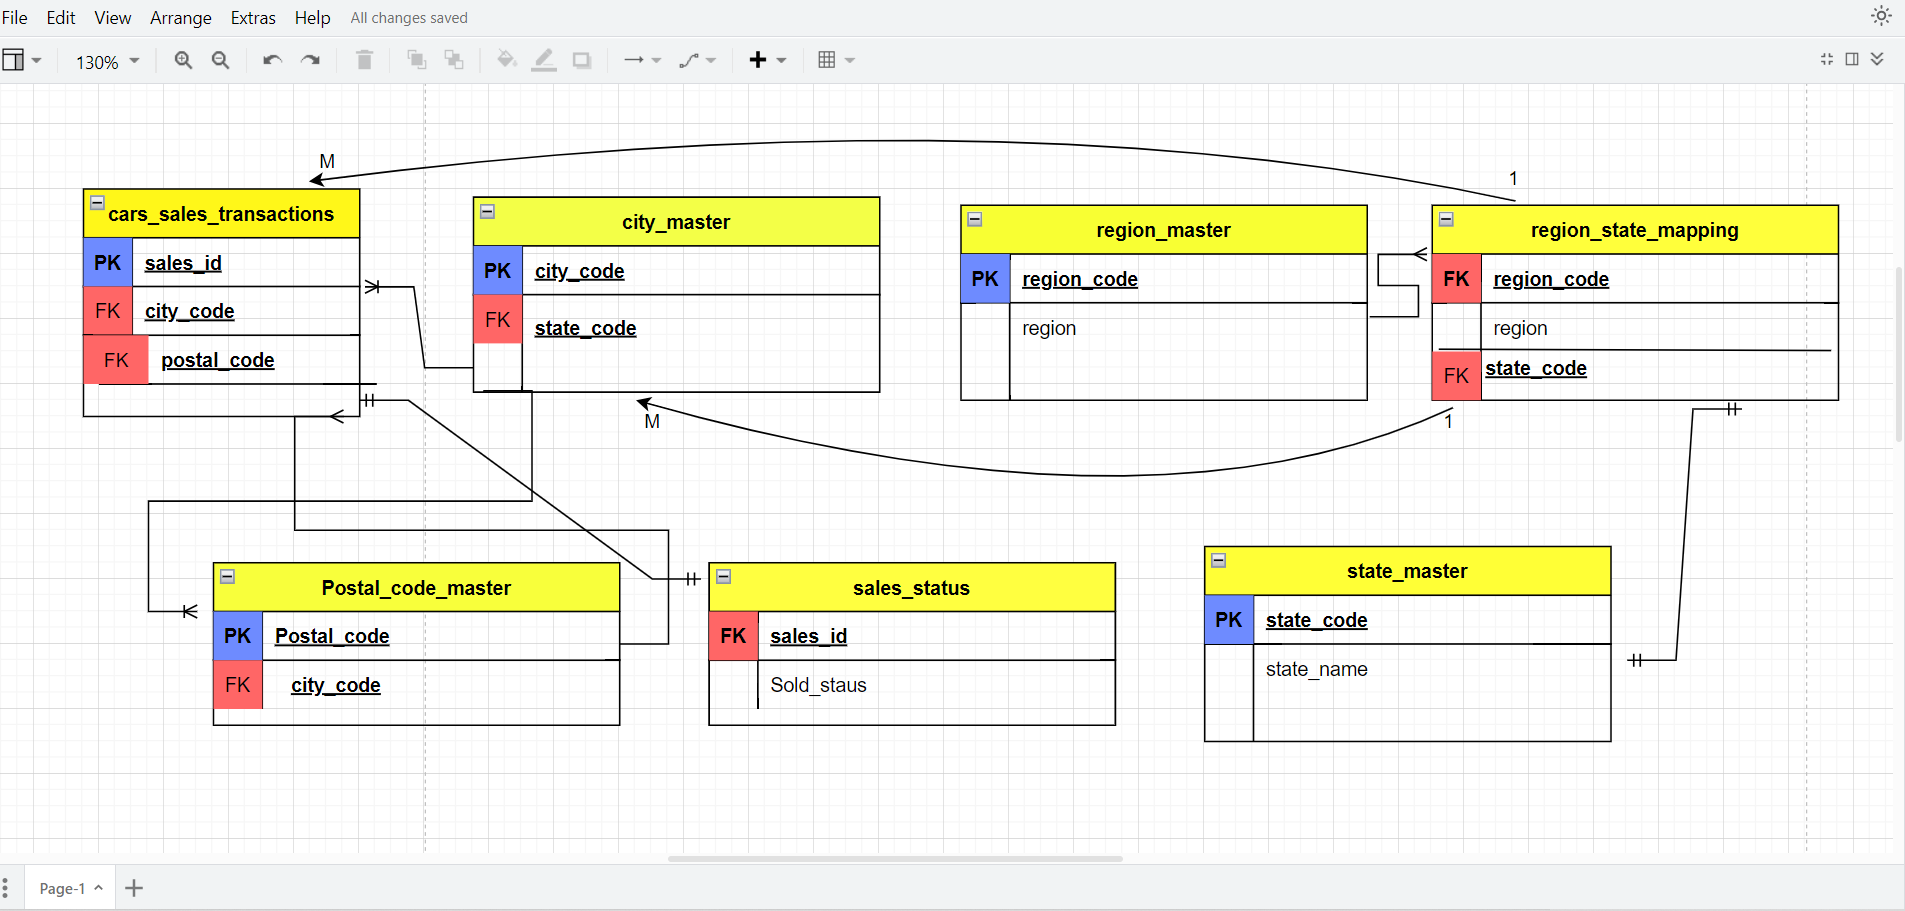 File Edit View Arrange Extras Help All changes saved
130%
M
1
cars_sales_transactions
PK sales_id
FK city_code
FK postal_code
city_master
PK city_code
FK state_code
region_master
PK region_code
region
region_state_mapping
FK region_code
region
FK state_code
M
1
Postal_code_master
PK Postal_code
FK city_code
sales_status
FK sales_id
Sold_staus
state_master
PK state_code
state_name
Page-1